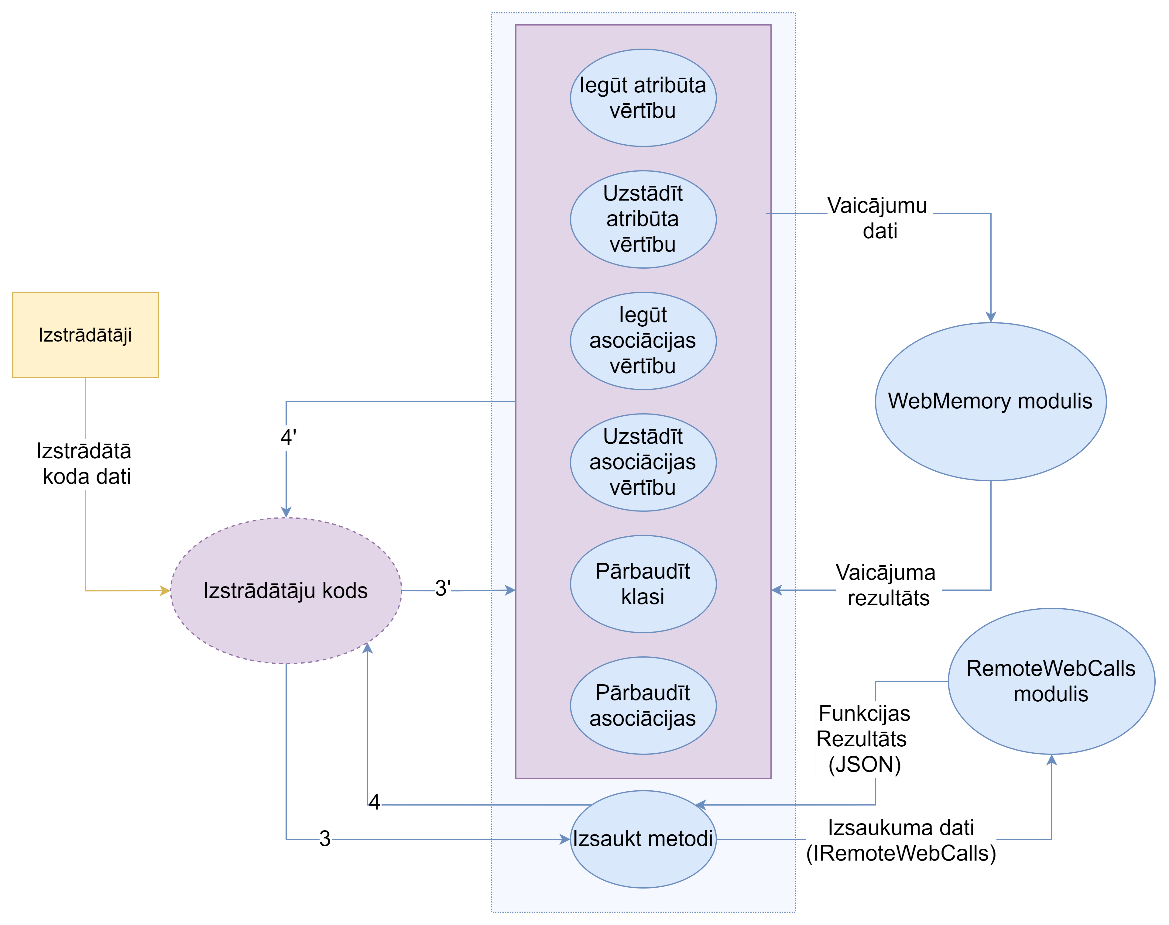 Iegūt atribūta
vērtību
Uzstādīt
atribūta
vērtību
Vaicājumu
dati
Iegūt
asociācijas
vērtību
Izstrādātāji
WebMemory modulis
4'
Izstrādātā
koda dati
Uzstādīt
asociācijas
vērtību
Izstrādātāju kods
3'
Pārbaudīt
klasi
Vaicājuma
rezultāts
Pārbaudīt
asociācijas
RemoteWebCalls
modulis
Funkcijas
Rezultāts
(JSON)
4
3
Izsaukt metodi
Izsaukuma dati
(IRemoteWebCalls)